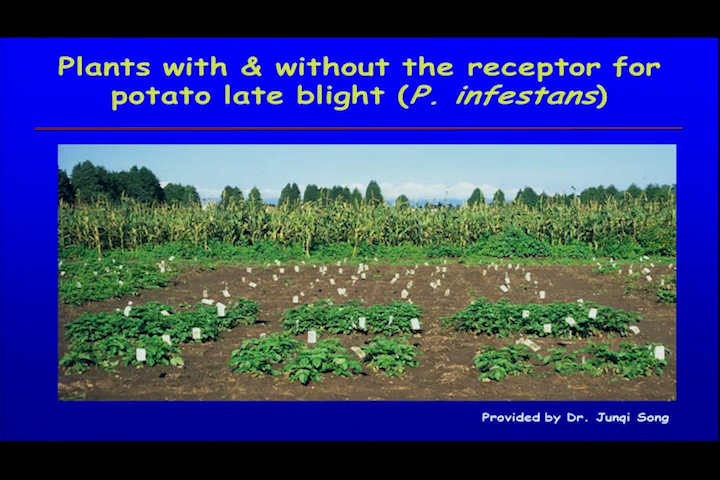 Plants with & without the receptor for
potato late blight (P. infestans)
Provided by Dr. Junqi Song